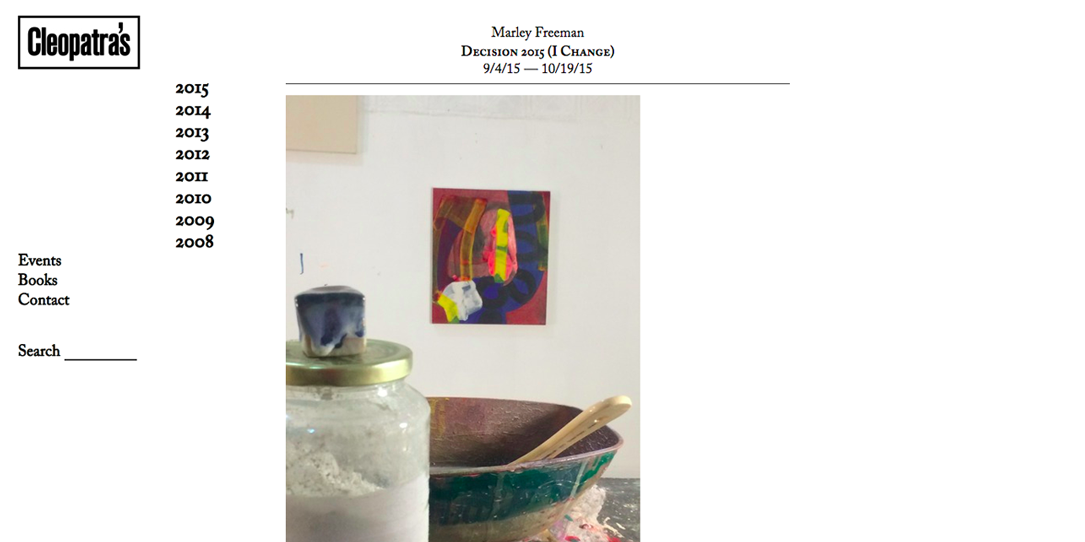 Cleopatra's
Marley Freeman
Decision 2015 (I Change)
9/4/15 — 10/19/15
2015
2014
2013
2012
2011
2010
2009
2008
Events
Books
Contact
Search